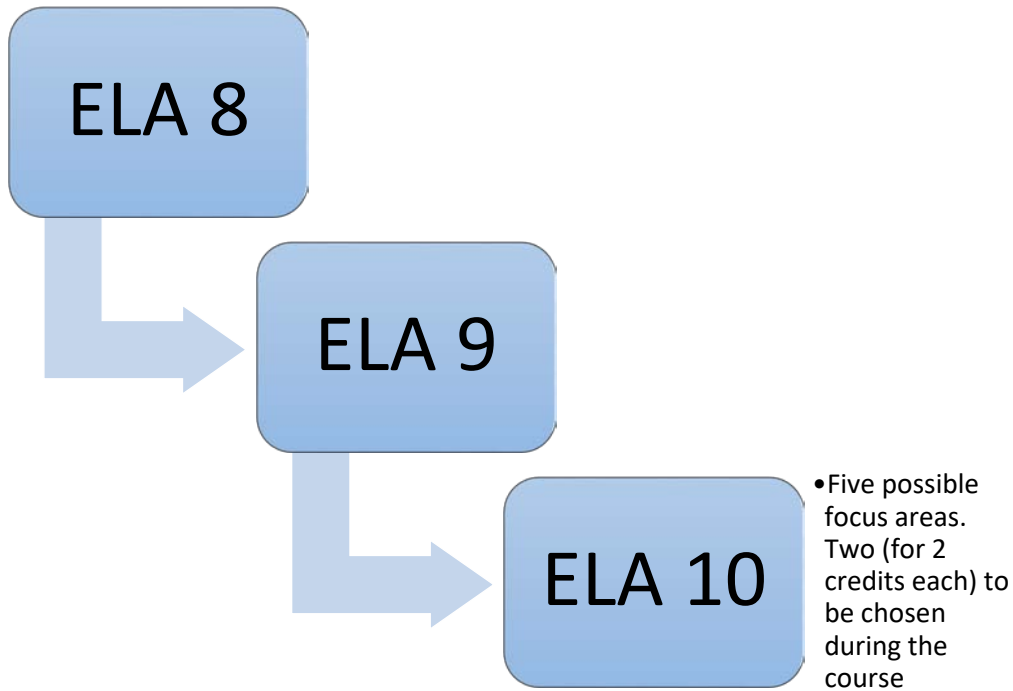 ELA 8
ELA 9
ELA 10
•Five possible
focus areas.
Two (for 2
credits each) to
be chosen
during the
course